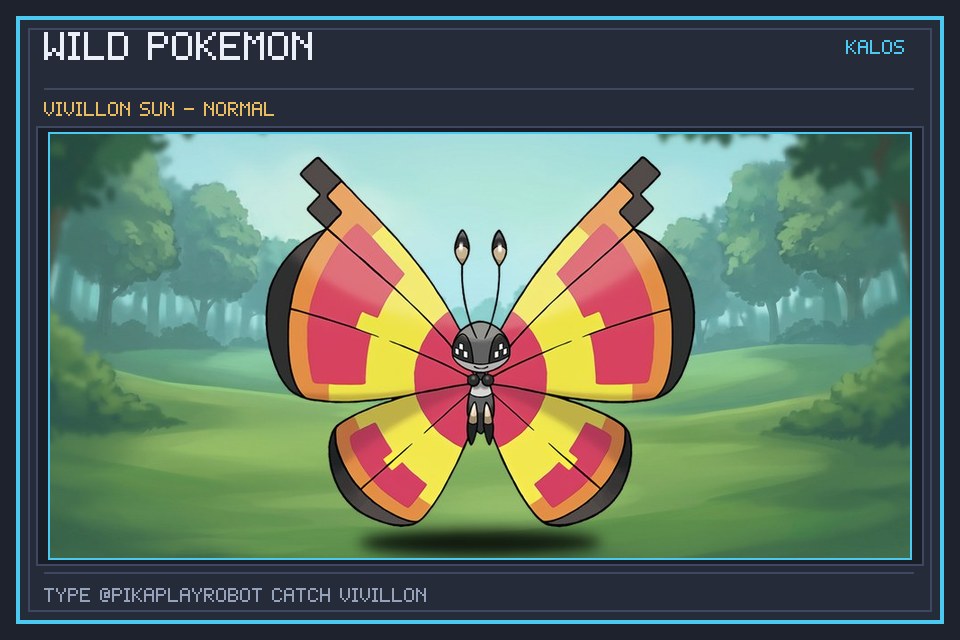 WILD POKEMON
KALOS
VIVILLON SUN - NORMAL
TYPE @PIKAPLAYROBOT CATCH VIVILLON